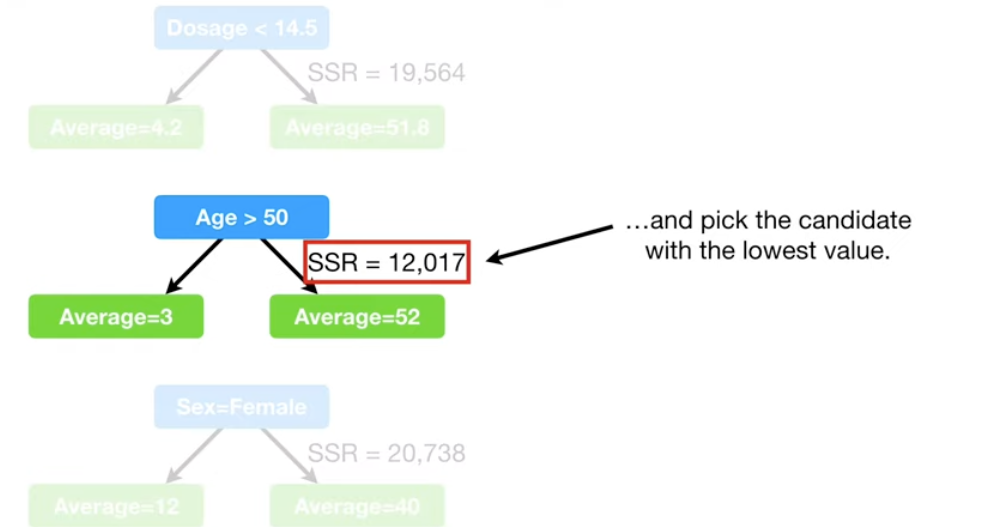 Dosage < 14.5
SSR = 19,564
Average=4.2
Average=51.8
Age > 50
SSR = 12,017
Average=3
Average=52
…and pick the candidate
with the lowest value.
Sex=Female
SSR = 20,738
Average=12
Average=40